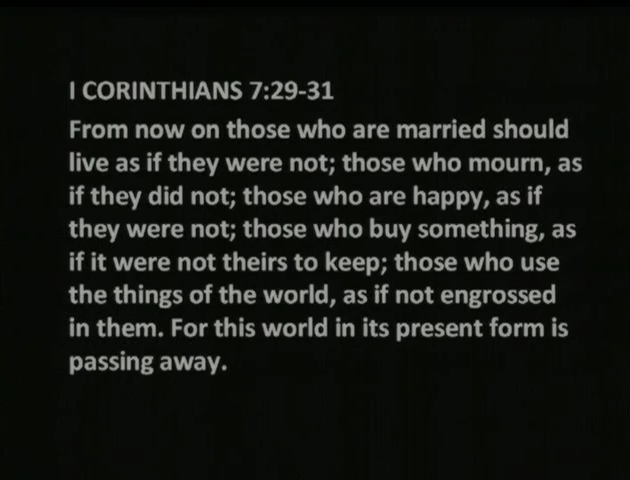 I CORINTHIANS 7:29-31
From now on those who are married should
live as if they were not; those who mourn, as
if they did not; those who are happy, as if
they were not; those who buy something, as
if it were not theirs to keep; those who use
the things of the world, as if not engrossed
in them. For this world in its present form is
passing away.